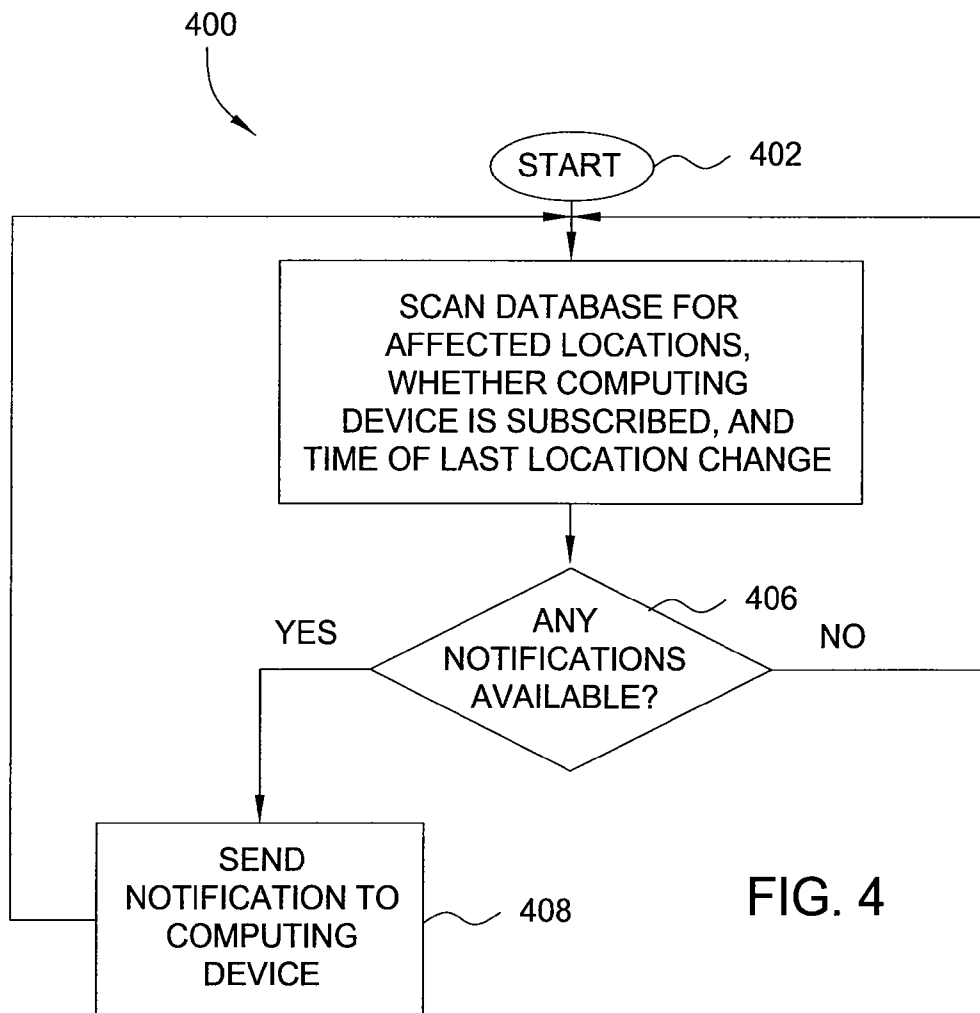 400
START
402
SCAN DATABASE FOR
AFFECTED LOCATIONS,
WHETHER COMPUTING
DEVICE IS SUBSCRIBED, AND
TIME OF LAST LOCATION CHANGE
406
YES
ANY
NOTIFICATIONS
AVAILABLE?
NO
SEND
NOTIFICATION TO
COMPUTING
DEVICE
408
FIG. 4